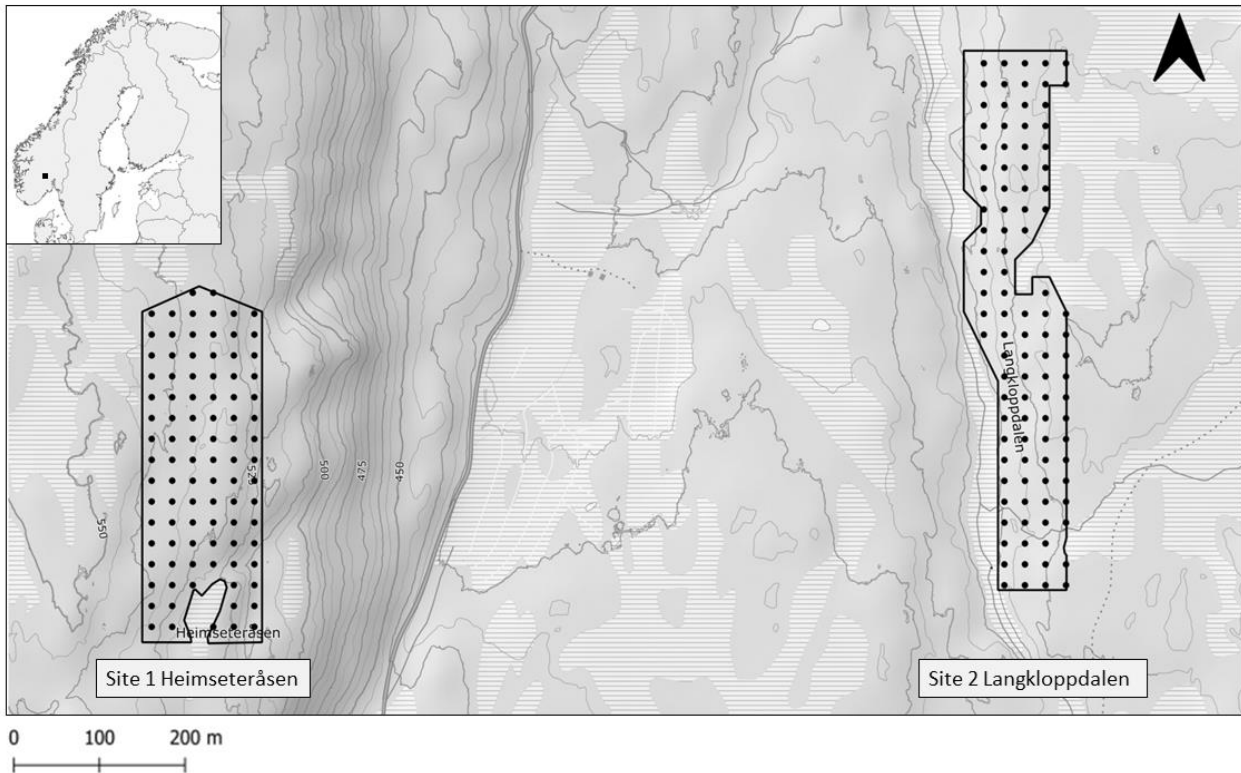 Langkloppdalen
525
500
475
450
550
Heimseteråsen
Site 1 Heimseteråsen
Site 2 Langkloppdalen
0 100 200 m